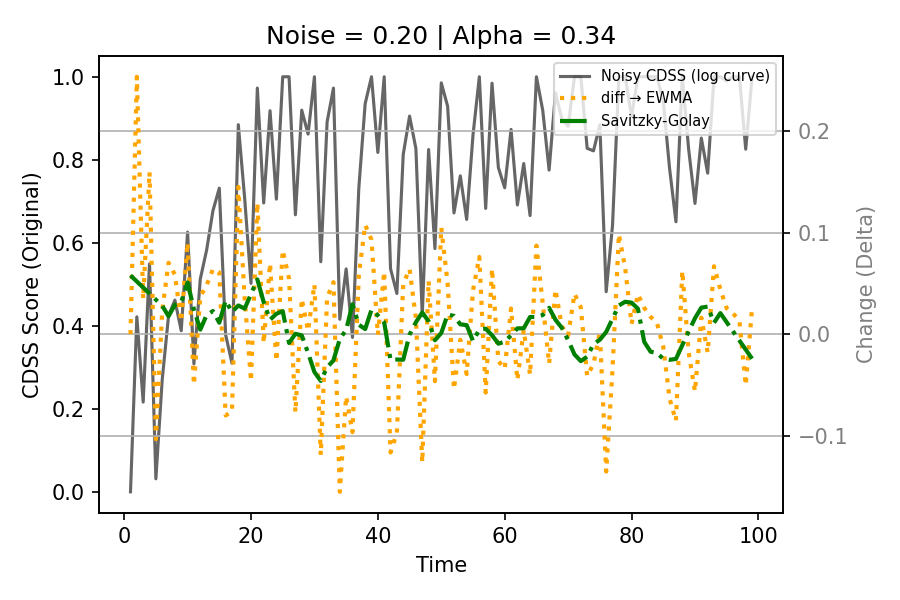 Noise = 0.20 | Alpha = 0.34
Noisy CDSS (log curve)
diff → EWMA
Savitzky-Golay
CDSS Score (Original)
1.0
0.8
0.6
0.4
0.2
0.0
0.2
0.1
0.0
−0.1
Change (Delta)
0
20
40
60
80
100
Time